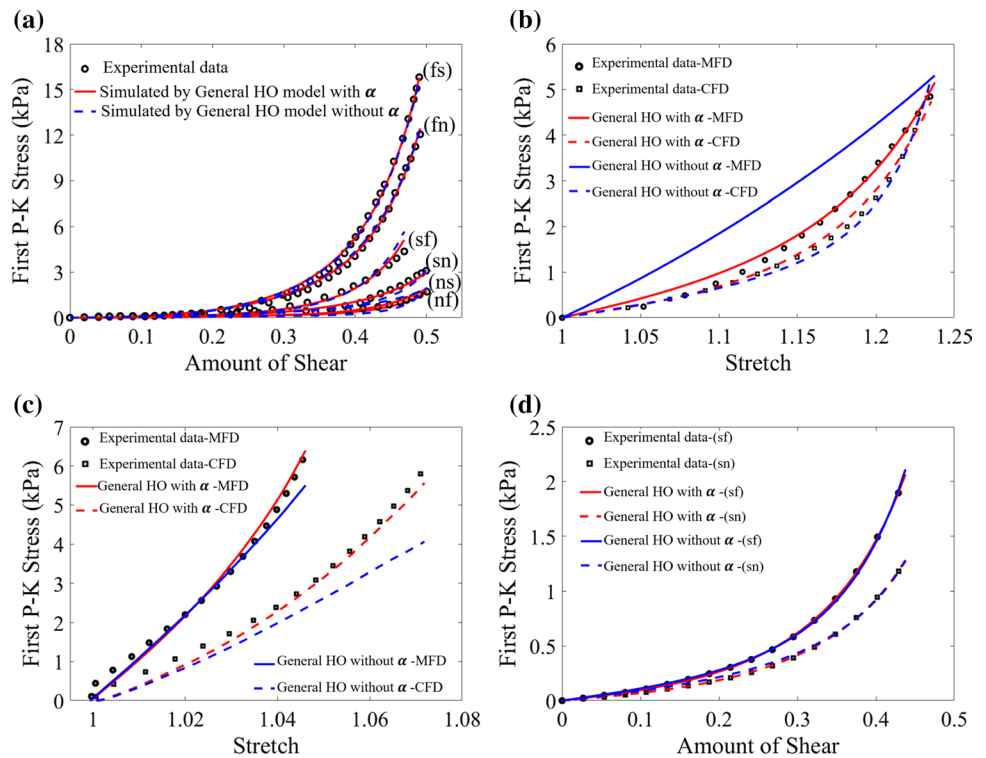 (a)
First P-K Stress (kPa)
18
15
12
9
6
3
0
Experimental data
Simulated by General HO model with α
Simulated by General HO model without α
(fs)
(fn)
(sf)
(sn)
(ns)
(nf)
0 0.1 0.2 0.3 0.4 0.5
Amount of Shear
(b)
First P-K Stress (kPa)
6
5
4
3
2
1
0
Experimental data-MFD
Experimental data-CFD
General HO with α -MFD
General HO with α -CFD
General HO without α -MFD
General HO without α -CFD
1 1.05 1.1 1.15 1.2 1.25
Stretch
(c)
First P-K Stress (kPa)
7
6
5
4
3
2
1
0
Experimental data-MFD
Experimental data-CFD
General HO with α -MFD
General HO with α -CFD
General HO without α -MFD
General HO without α -CFD
1 1.02 1.04 1.06 1.08
Stretch
(d)
First P-K Stress (kPa)
2.5
2
1.5
1
0.5
0
Experimental data-(sf)
Experimental data-(sn)
General HO with α -(sf)
General HO with α -(sn)
General HO without α -(sf)
General HO without α -(sn)
0 0.1 0.2 0.3 0.4 0.5
Amount of Shear